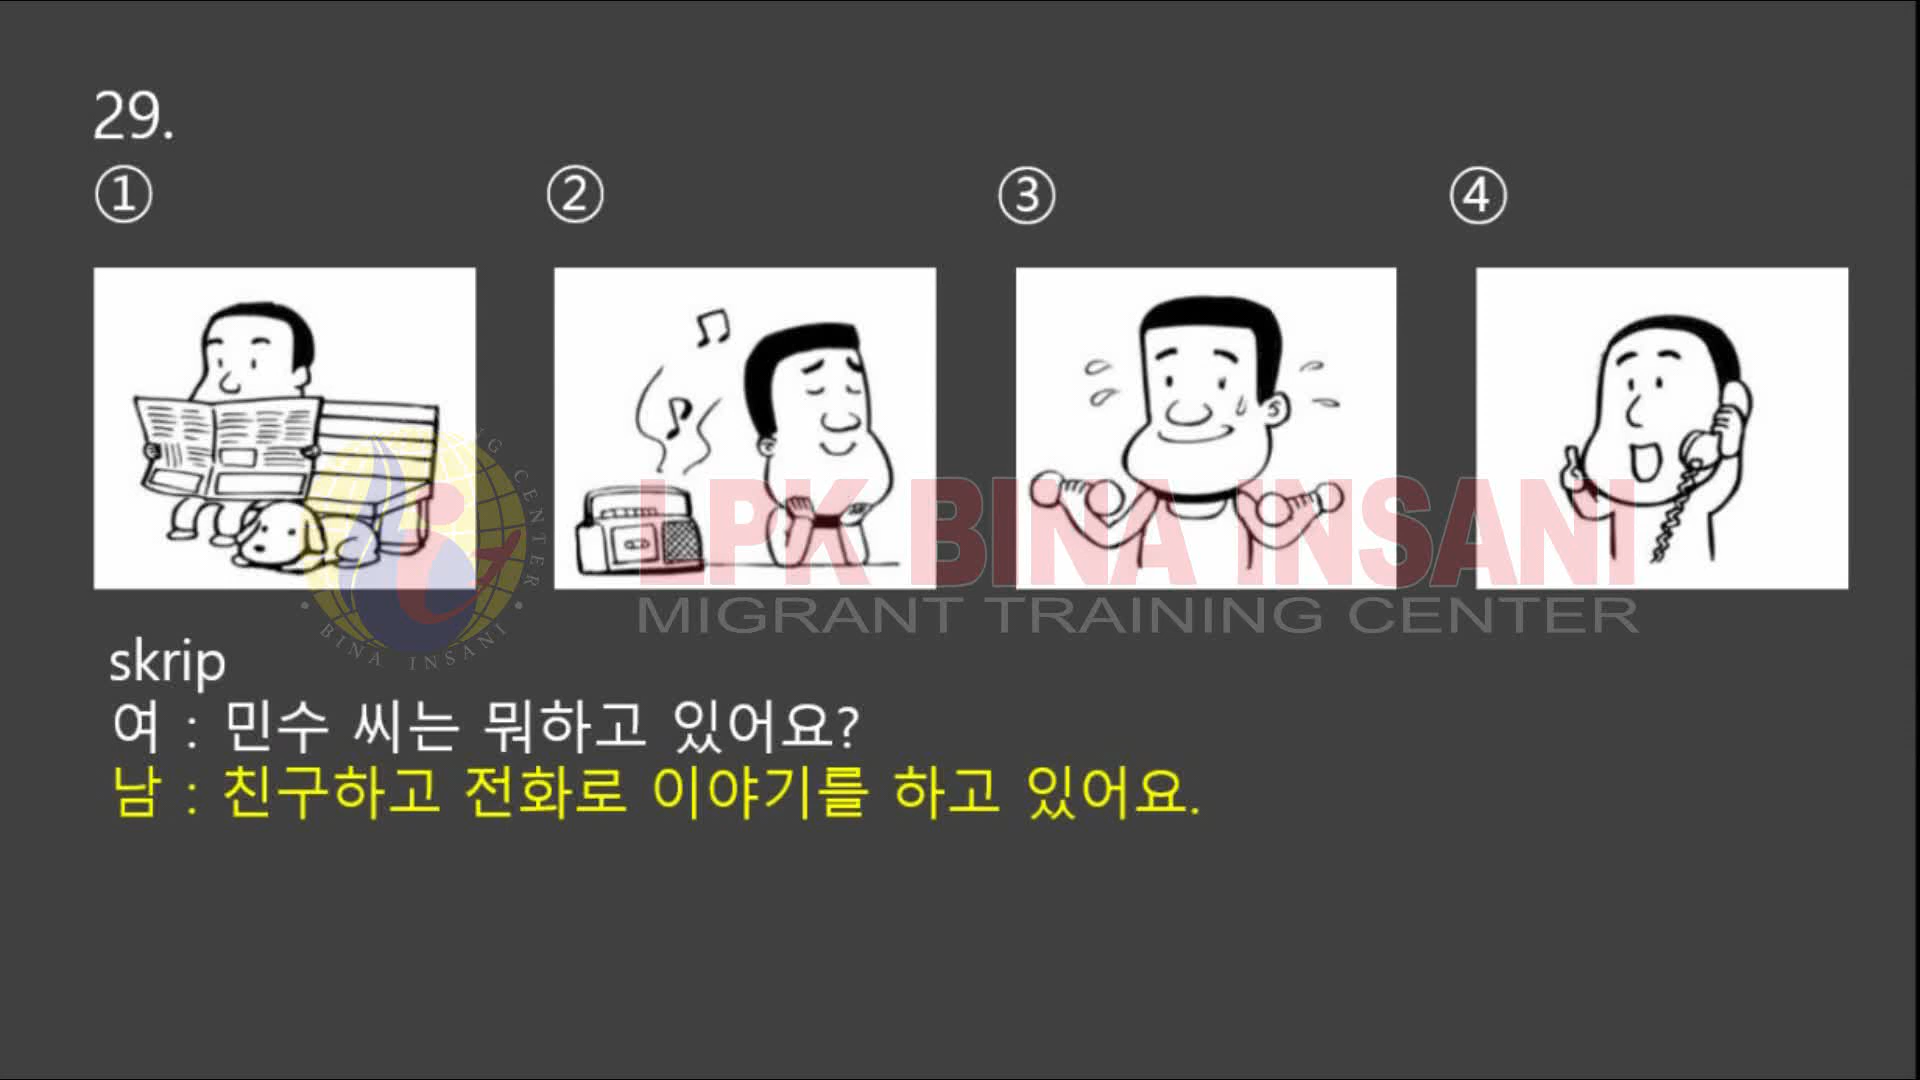 29.
① ② ③ ④
LPK BINA INSANI
MIGRANT TRAINING CENTER
BINA INSANI
skrip
여 : 민수 씨는 뭐하고 있어요?
남 : 친구하고 전화로 이야기를 하고 있어요.